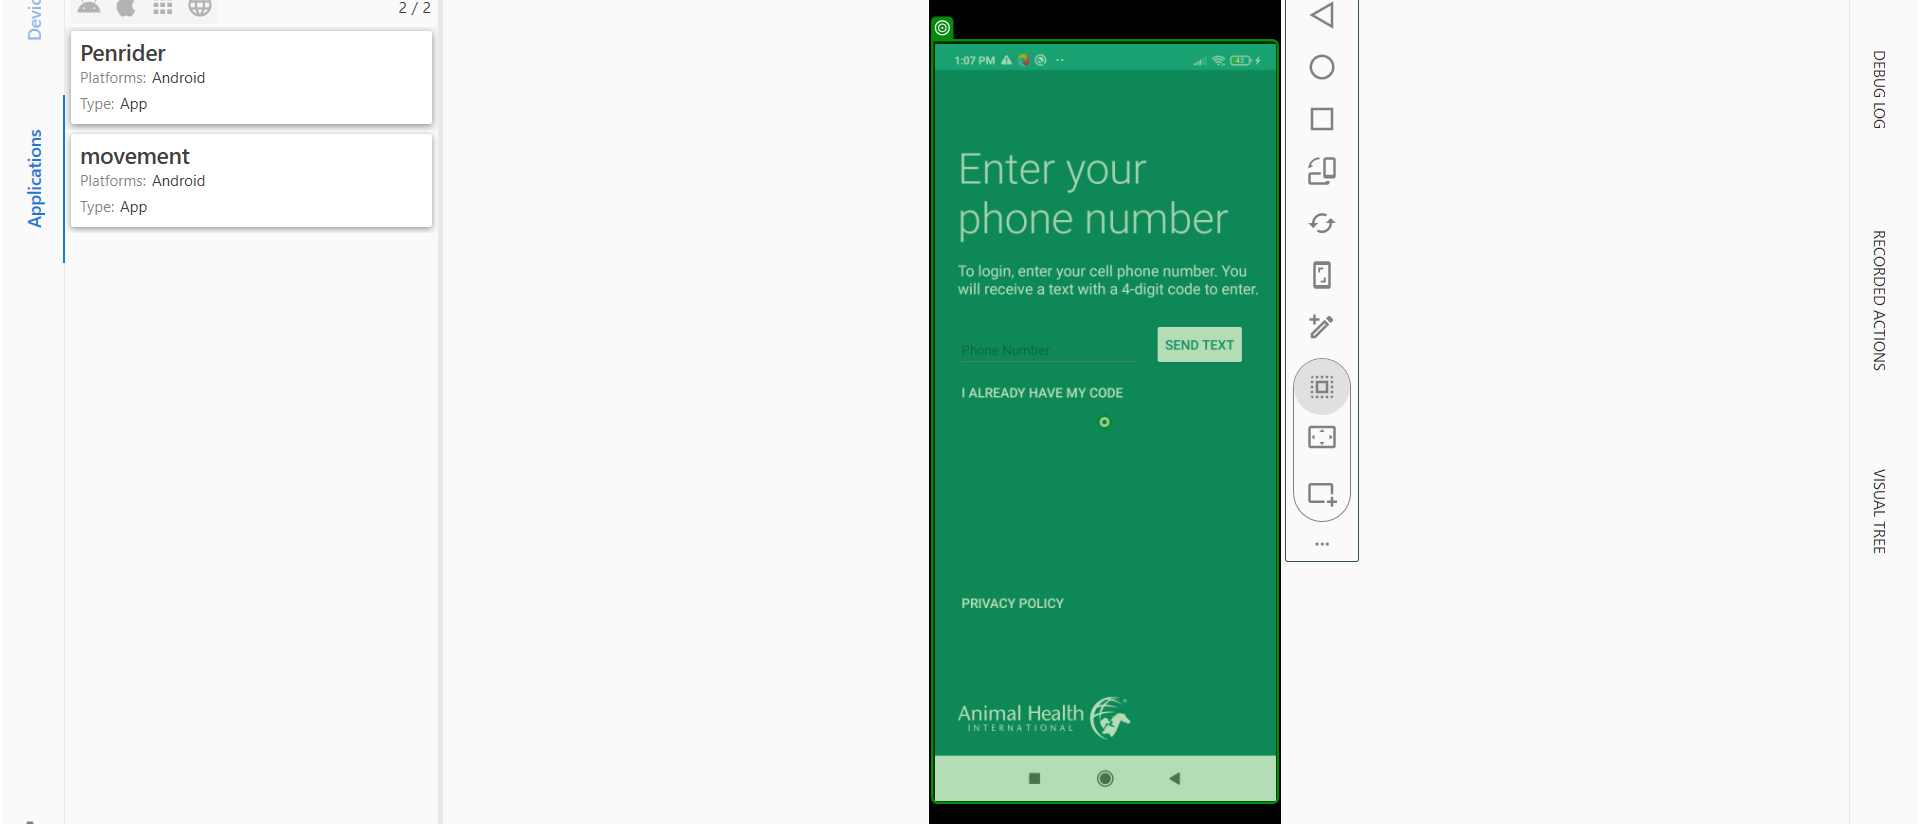 Devic
Applications
2 / 2
Penrider
Platforms: Android
Type: App
movement
Platforms: Android
Type: App
1:07 PM
43
Enter your
phone number
To login, enter your cell phone number. You
will receive a text with a 4-digit code to enter.
Phone Number
SEND TEXT
I ALREADY HAVE MY CODE
PRIVACY POLICY
Animal Health
INTERNATIONAL
DEBUG LOG
RECORDED ACTIONS
VISUAL TREE